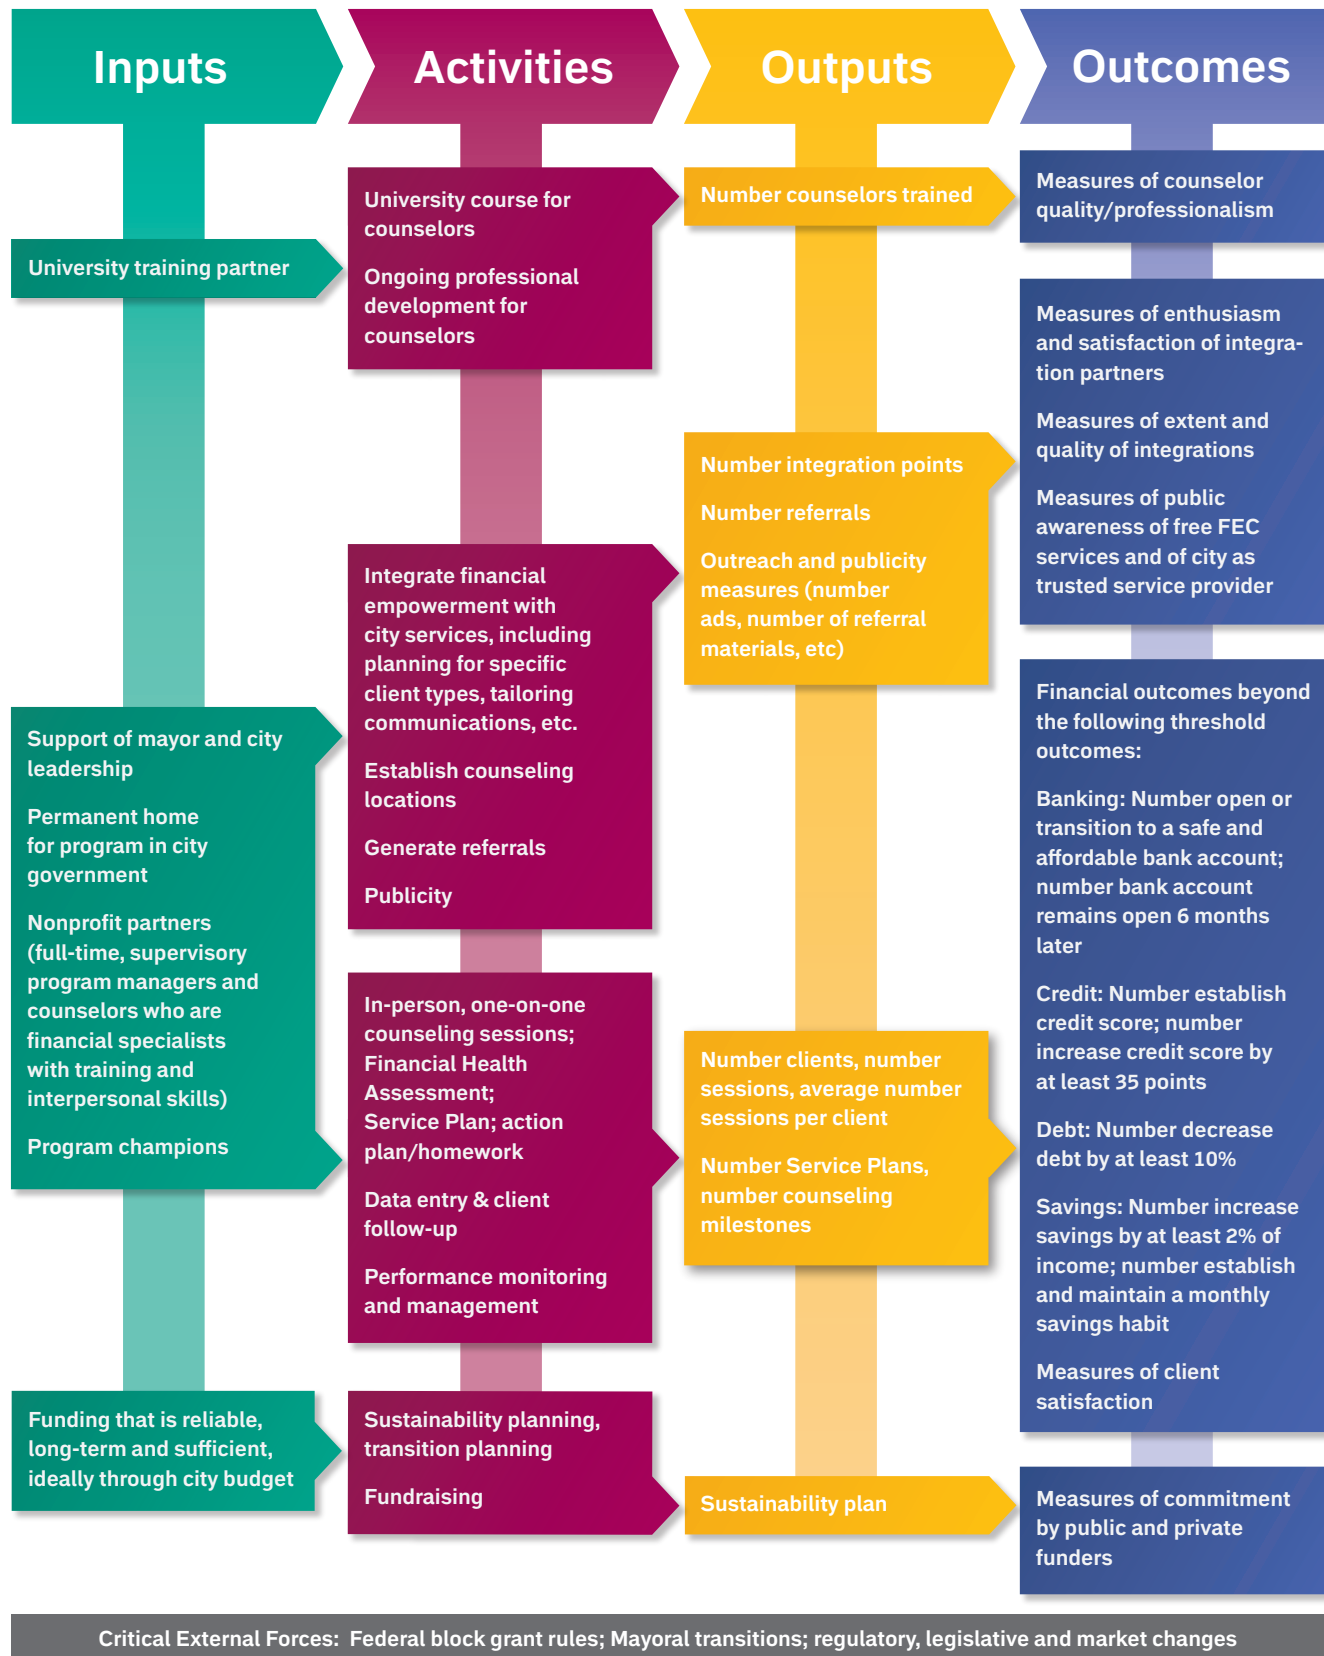 Inputs
Activities
Outputs
Outcomes
University training partner
Support of mayor and city
leadership
Permanent home
for program in city
government
Nonprofit partners
(full-time, supervisory
program managers and
counselors who are
financial specialists
with training and
interpersonal skills)
Program champions
Funding that is reliable,
long-term and sufficient,
ideally through city budget
University course for
counselors
Ongoing professional
development for
counselors
Integrate financial
empowerment with
city services, including
planning for specific
client types, tailoring
communications, etc.
Establish counseling
locations
Generate referrals
Publicity
In-person, one-on-one
counseling sessions;
Financial Health
Assessment;
Service Plan; action
plan/homework
Data entry & client
follow-up
Performance monitoring
and management
Sustainability planning,
transition planning
Fundraising
Number counselors trained
Number integration points
Number referrals
Outreach and publicity
measures (number
ads, number of referral
materials, etc)
Number clients, number
sessions, average number
sessions per client
Number Service Plans,
number counseling
milestones
Sustainability plan
Measures of counselor
quality/professionalism
Measures of enthusiasm
and satisfaction of integra-
tion partners
Measures of extent and
quality of integrations
Measures of public
awareness of free FEC
services and of city as
trusted service provider
Financial outcomes beyond
the following threshold
outcomes:
Banking: Number open or
transition to a safe and
affordable bank account;
number bank account
remains open 6 months
later
Credit: Number establish
credit score; number
increase credit score by
at least 35 points
Debt: Number decrease
debt by at least 10%
Savings: Number increase
savings by at least 2% of
income; number establish
and maintain a monthly
savings habit
Measures of client
satisfaction
Measures of commitment
by public and private
funders
Critical External Forces: Federal block grant rules; Mayoral transitions; regulatory, legislative and market changes